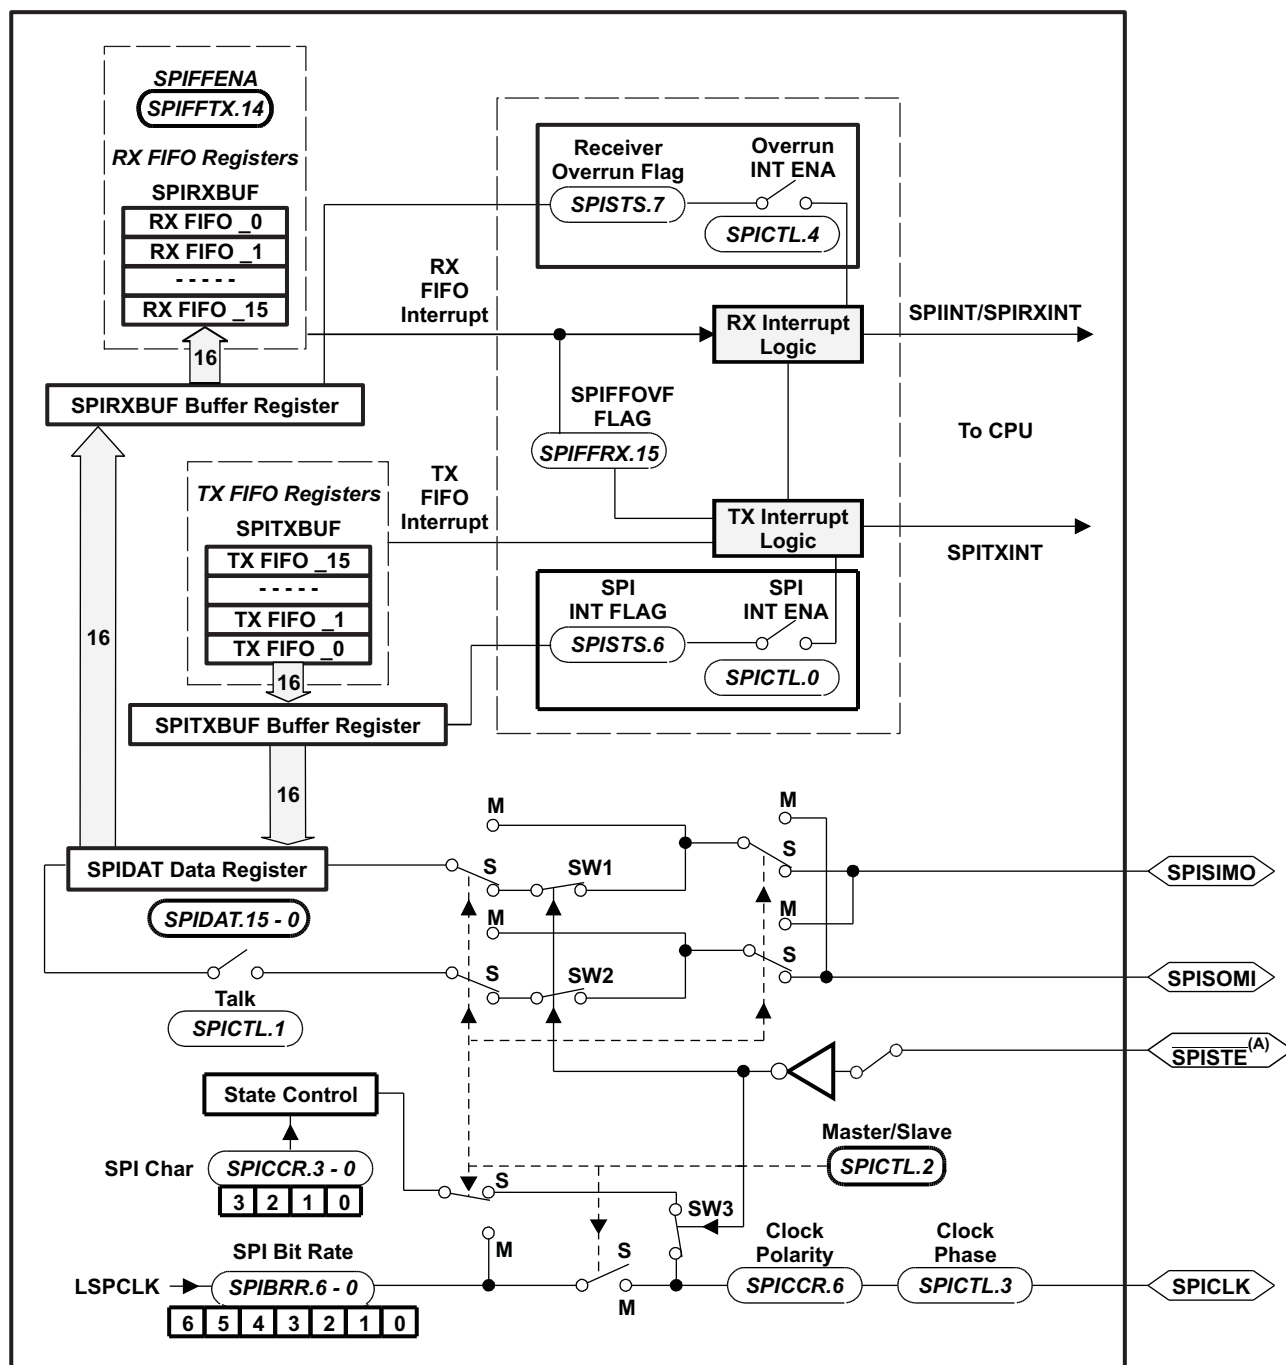 SPIFFENA
SPIFFTX.14
RX FIFO Registers
SPIRXBUF
RX FIFO _0
RX FIFO _1
- - - - -
RX FIFO _15
16
SPIRXBUF Buffer Register
Receiver
Overrun Flag
SPISTS.7
Overrun
INT ENA
SPICTL.4
RX
FIFO
Interrupt
RX Interrupt
Logic
SPIINT/SPIRXINT
SPIFFOVF
FLAG
SPIFFRX.15
To CPU
TX FIFO Registers
SPITXBUF
TX FIFO _15
- - - - -
TX FIFO _1
TX FIFO _0
16
TX
FIFO
Interrupt
TX Interrupt
Logic
SPITXINT
SPI
INT FLAG
SPISTS.6
SPI
INT ENA
SPICTL.0
16
SPITXBUF Buffer Register
16
SPIDAT Data Register
SPIDAT.15 - 0
M
S
SW1
M
S
SPISIMO
M
S
SW2
M
S
SPISOMI
Talk
SPICTL.1
SPISTE(A)
State Control
Master/Slave
SPICTL.2
SPI Char
SPICCR.3 - 0
3 2 1 0
S
M
SW3
S
M
SPI Bit Rate
LSPCLK
SPIBRR.6 - 0
6 5 4 3 2 1 0
Clock
Polarity
SPICCR.6
Clock
Phase
SPICTL.3
SPICLK